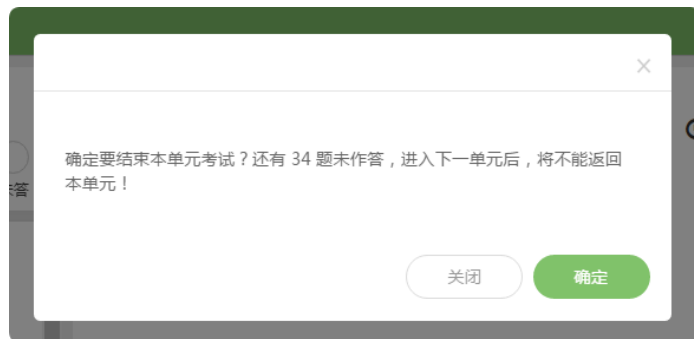 确定要结束本单元考试？还有 34 题未作答，进入下一单元后，将不能返回
本单元！
答
关闭
确定